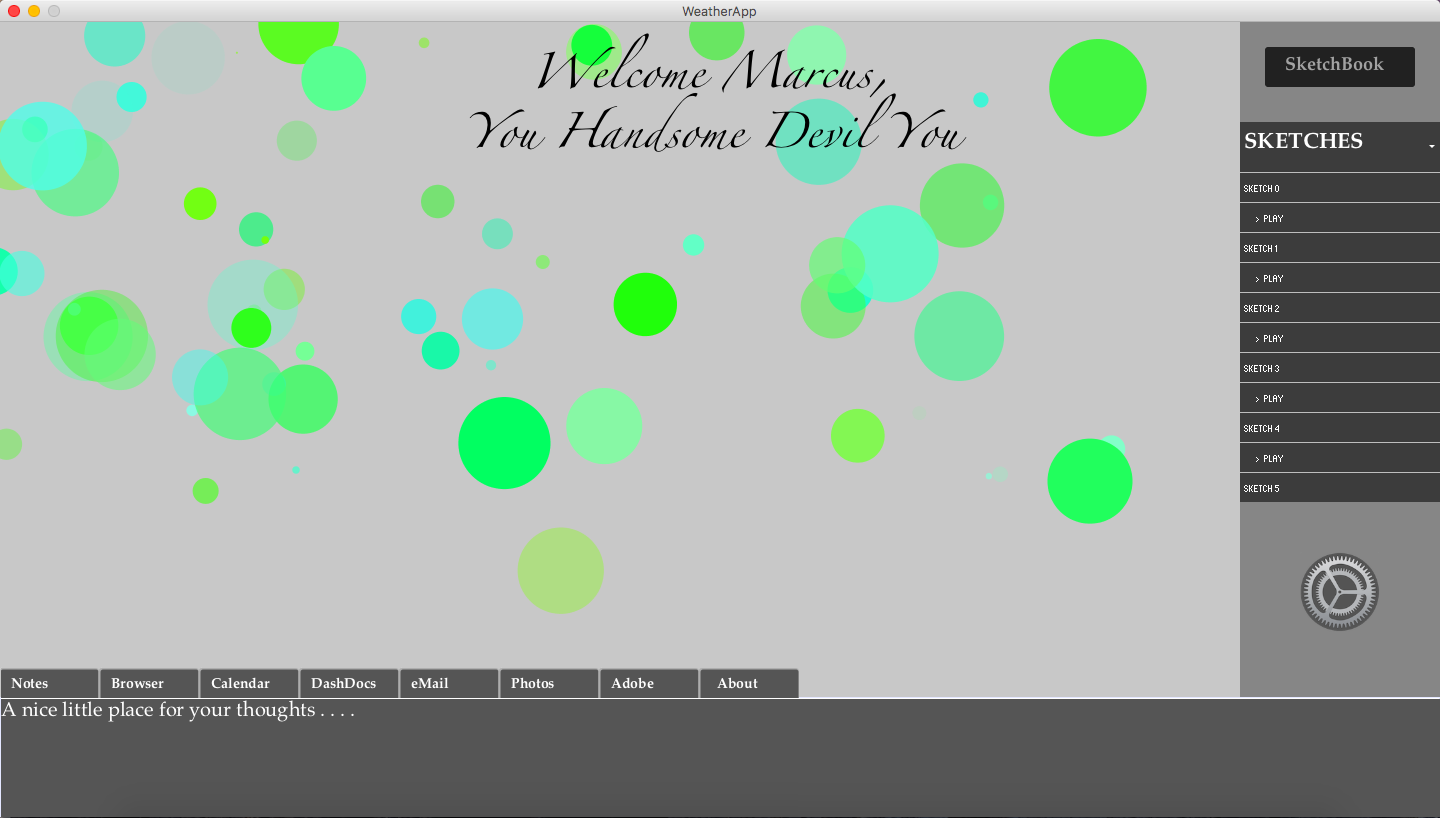 WeatherApp
Welcome Marcus,
You Handsome Devil You
SketchBook
SKETCHES
SKETCH 0
> PLAY
SKETCH 1
> PLAY
SKETCH 2
> PLAY
SKETCH 3
> PLAY
SKETCH 4
> PLAY
SKETCH 5
Notes Browser Calendar DashDocs eMail Photos Adobe About
A nice little place for your thoughts . . . .